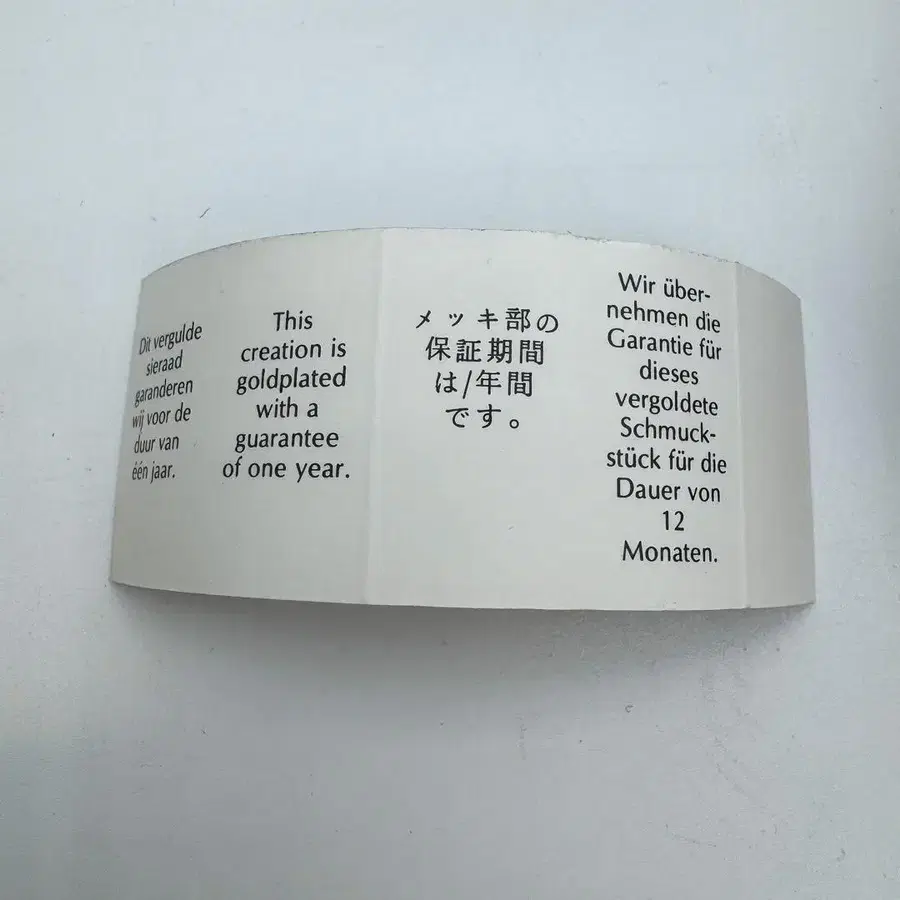 Dit vergulde
sieraad
garanderen
wij voor de
duur van
één jaar.
This
creation is
goldplated
with a
guarantee
of one year.
メッキ部の
保証期間
は/年間
です。
Wir über-
nehmen die
Garantie für
dieses
vergoldete
Schmuck-
stück für die
Dauer von
12
Monaten.